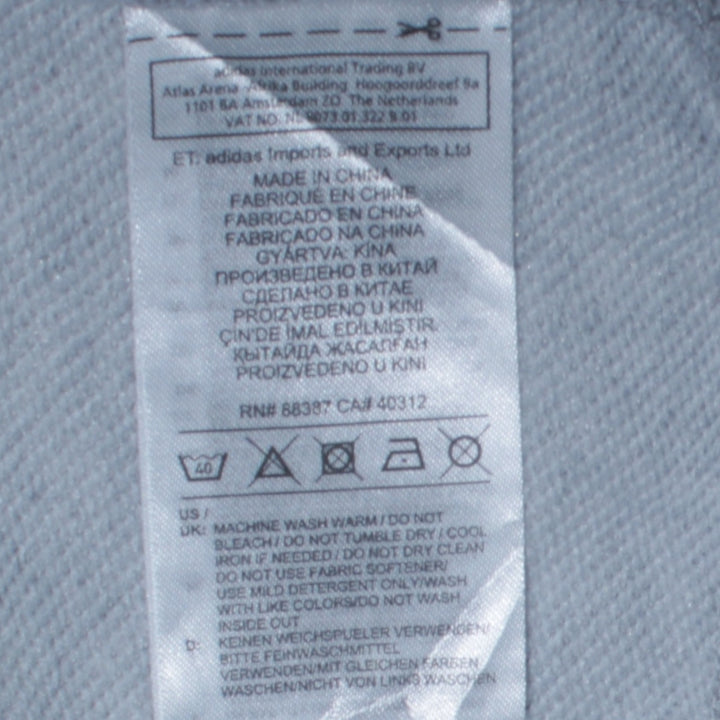 adidas International Trading BV
Atlas Arena Afrika Building Hoogoorddreef 9a
1101 BA Amsterdam ZO The Netherlands
VAT NO. NL 8073.01.322 B.01
ET: adidas Imports and Exports Ltd
MADE IN CHINA
FABRIQUÉ EN CHINE
FABRICADO EN CHINA
FABRICADO NA CHINA
GYÁRTVA: KÍNA
ПРОИЗВЕДЕНО В КИТАЙ
СДЕЛАНО В КИТАЕ
PROIZVEDENO U KINI
ÇIN'DE IMAL EDILMISTIR.
ҚЫТАЙДА ЖАСАЛҒАН
PROIZVEDENO U KINI
RN# 88387 CA# 40312
40
US /
UK: MACHINE WASH WARM / DO NOT
BLEACH / DO NOT TUMBLE DRY / COOL
IRON IF NEEDED / DO NOT DRY CLEAN
DO NOT USE FABRIC SOFTENER/
USE MILD DETERGENT ONLY/WASH
WITH LIKE COLORS/DO NOT WASH
INSIDE OUT
D: KEINEN WEICHSPUELER VERWENDEN/
BITTE FEINWASCHMITTEL
VERWENDEN/MIT GLEICHEN FARBEN
WASCHEN/NICHT VON LINKS WASCHEN